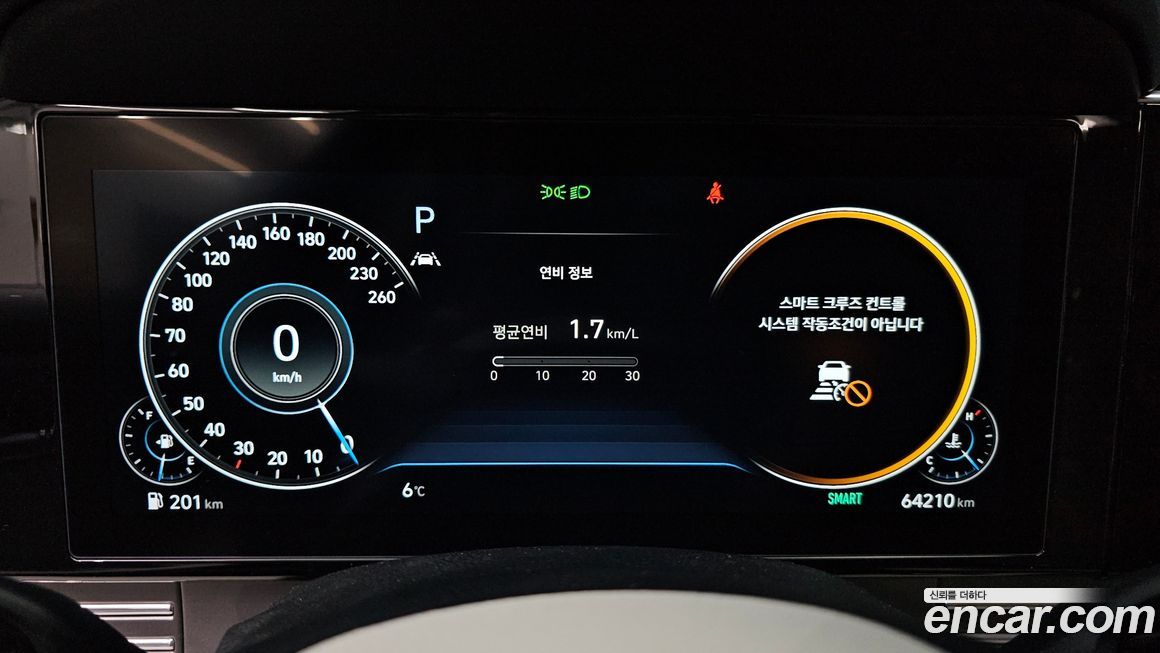 P
160
140
180
120
200
100
230
260
80
70
60
50
40
30
20
10
0
0
km/h
F
E
201 km
6℃
연비 정보
평균연비 1.7 km/L
0 10 20 30
스마트 크루즈 컨트롤
시스템 작동조건이 아닙니다
H
C
SMART
64210 km
신뢰를 더하다
encar.com